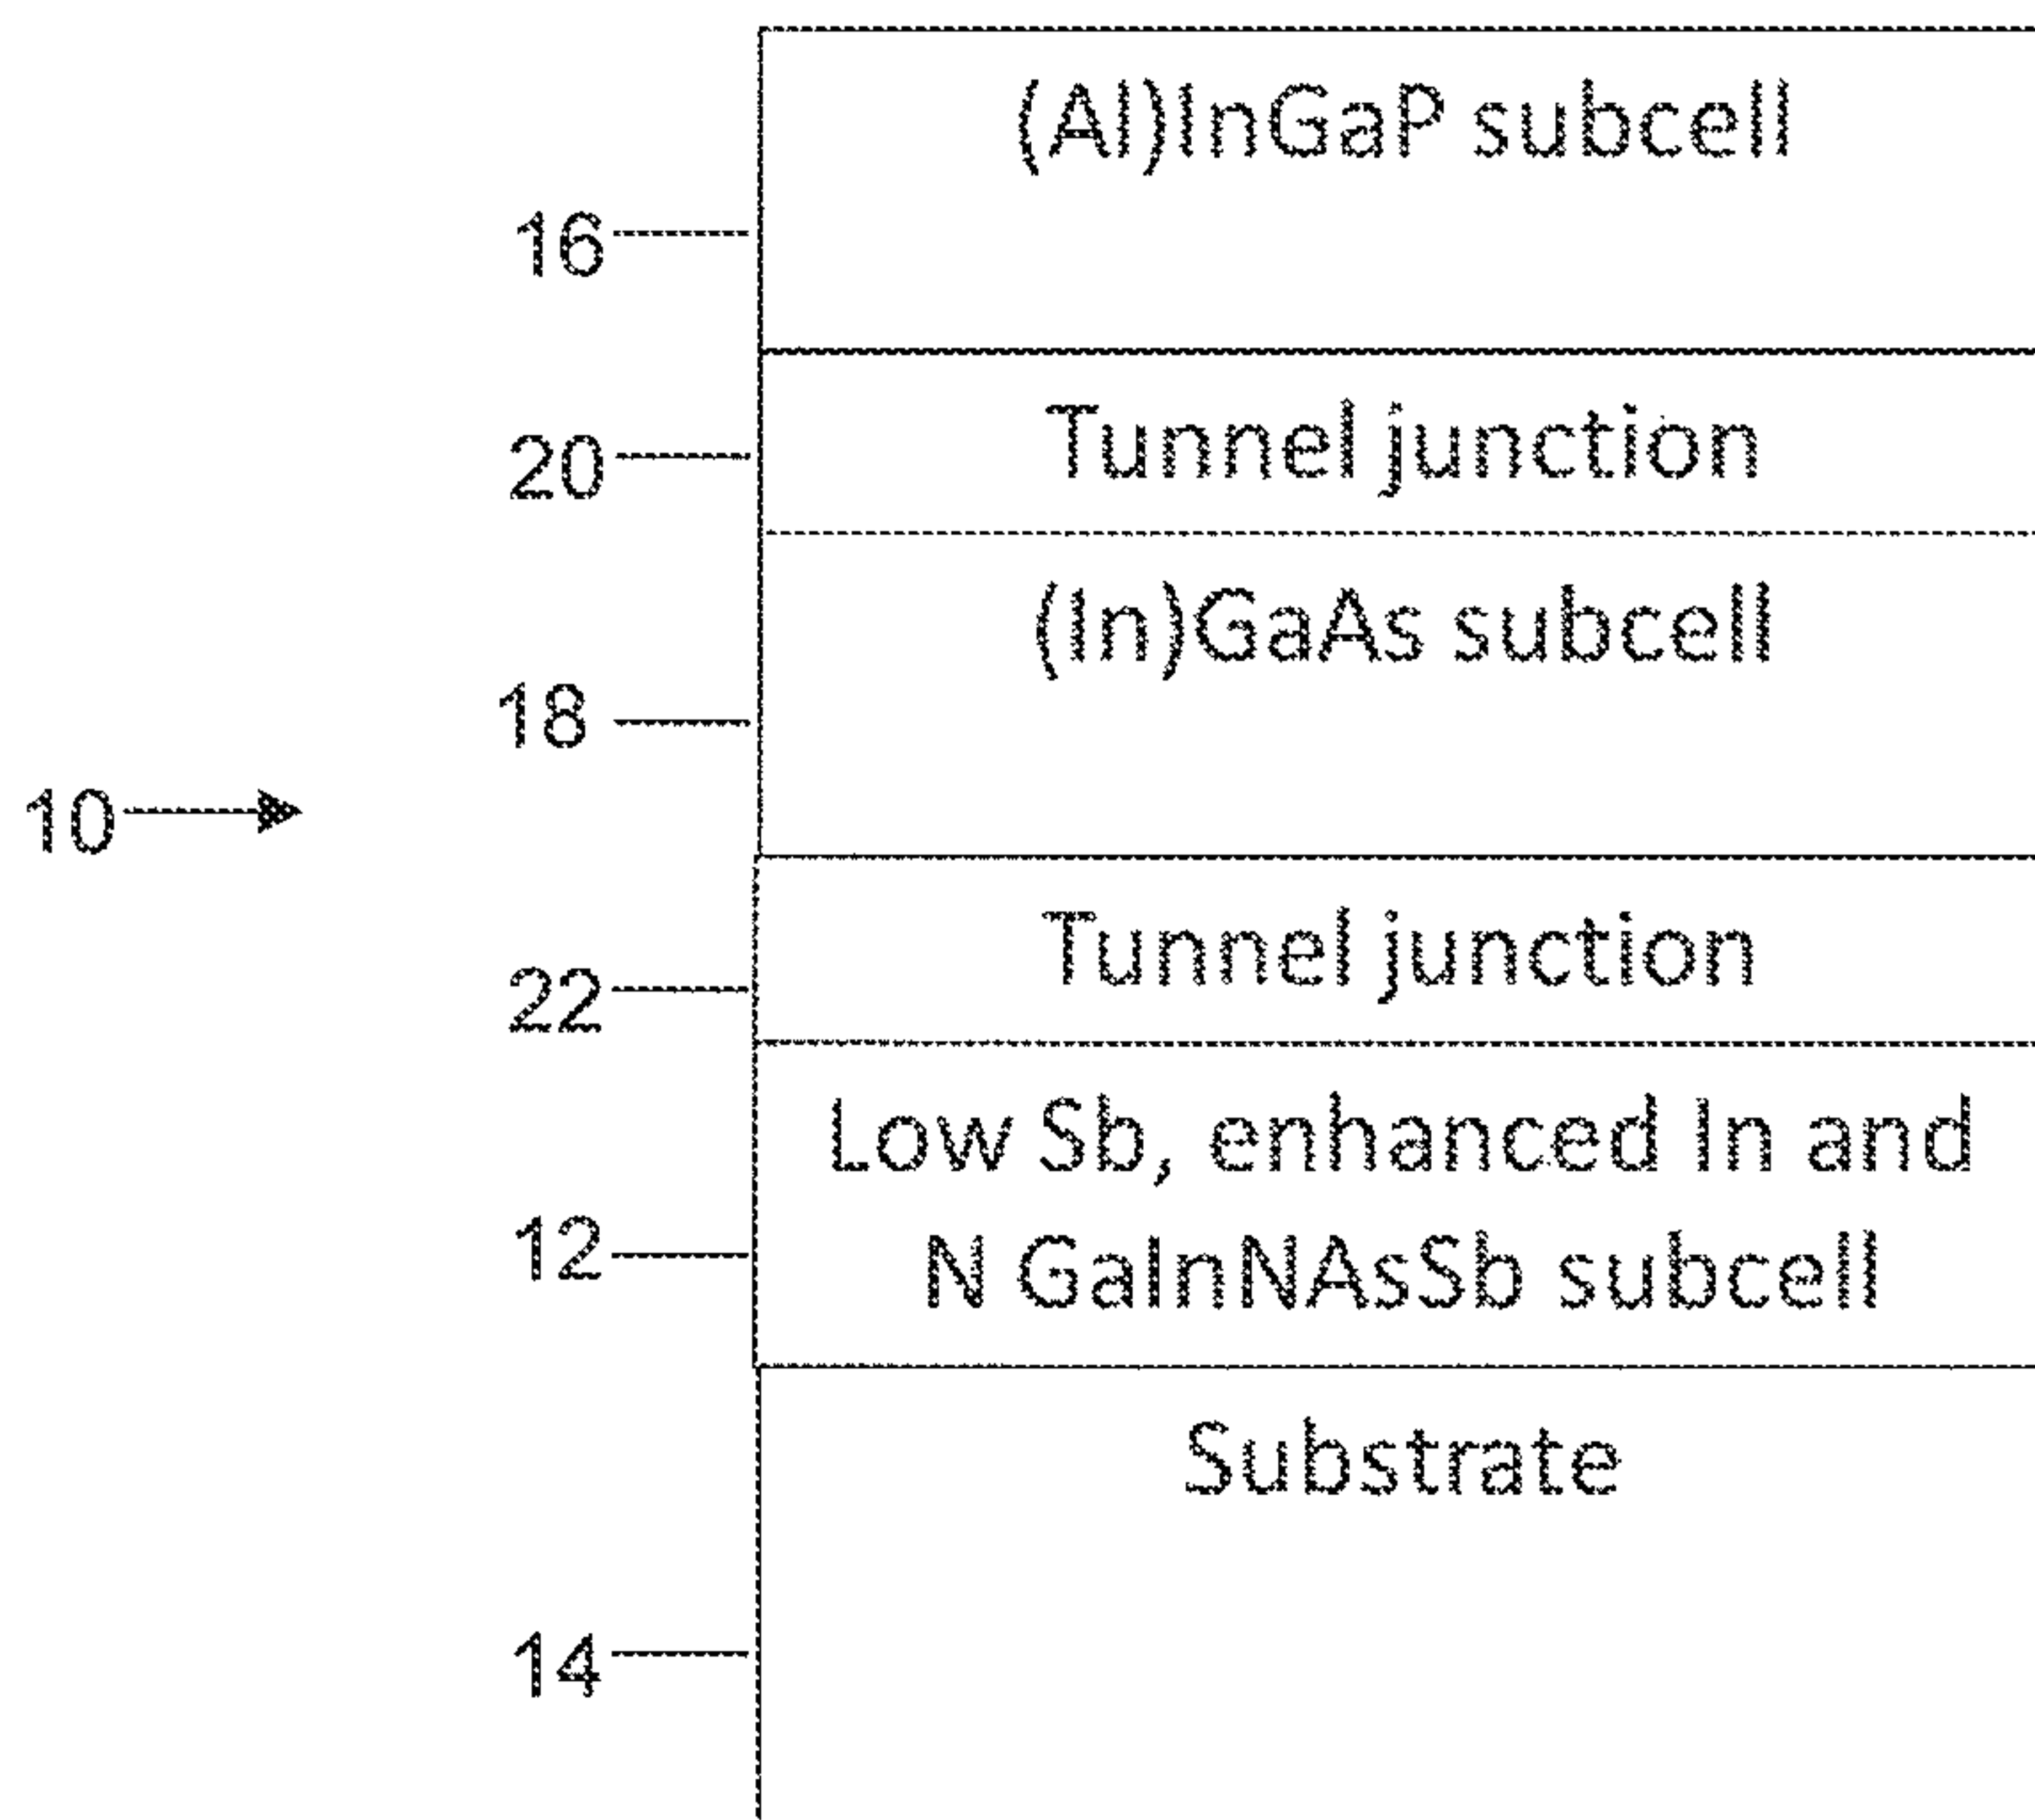 (Al)InGaP subcell
16
Tunnel junction
20
(In)GaAs subcell
18
10
Tunnel junction
22
Low Sb, enhanced In and
12
N GaInNAsSb subcell
Substrate
14